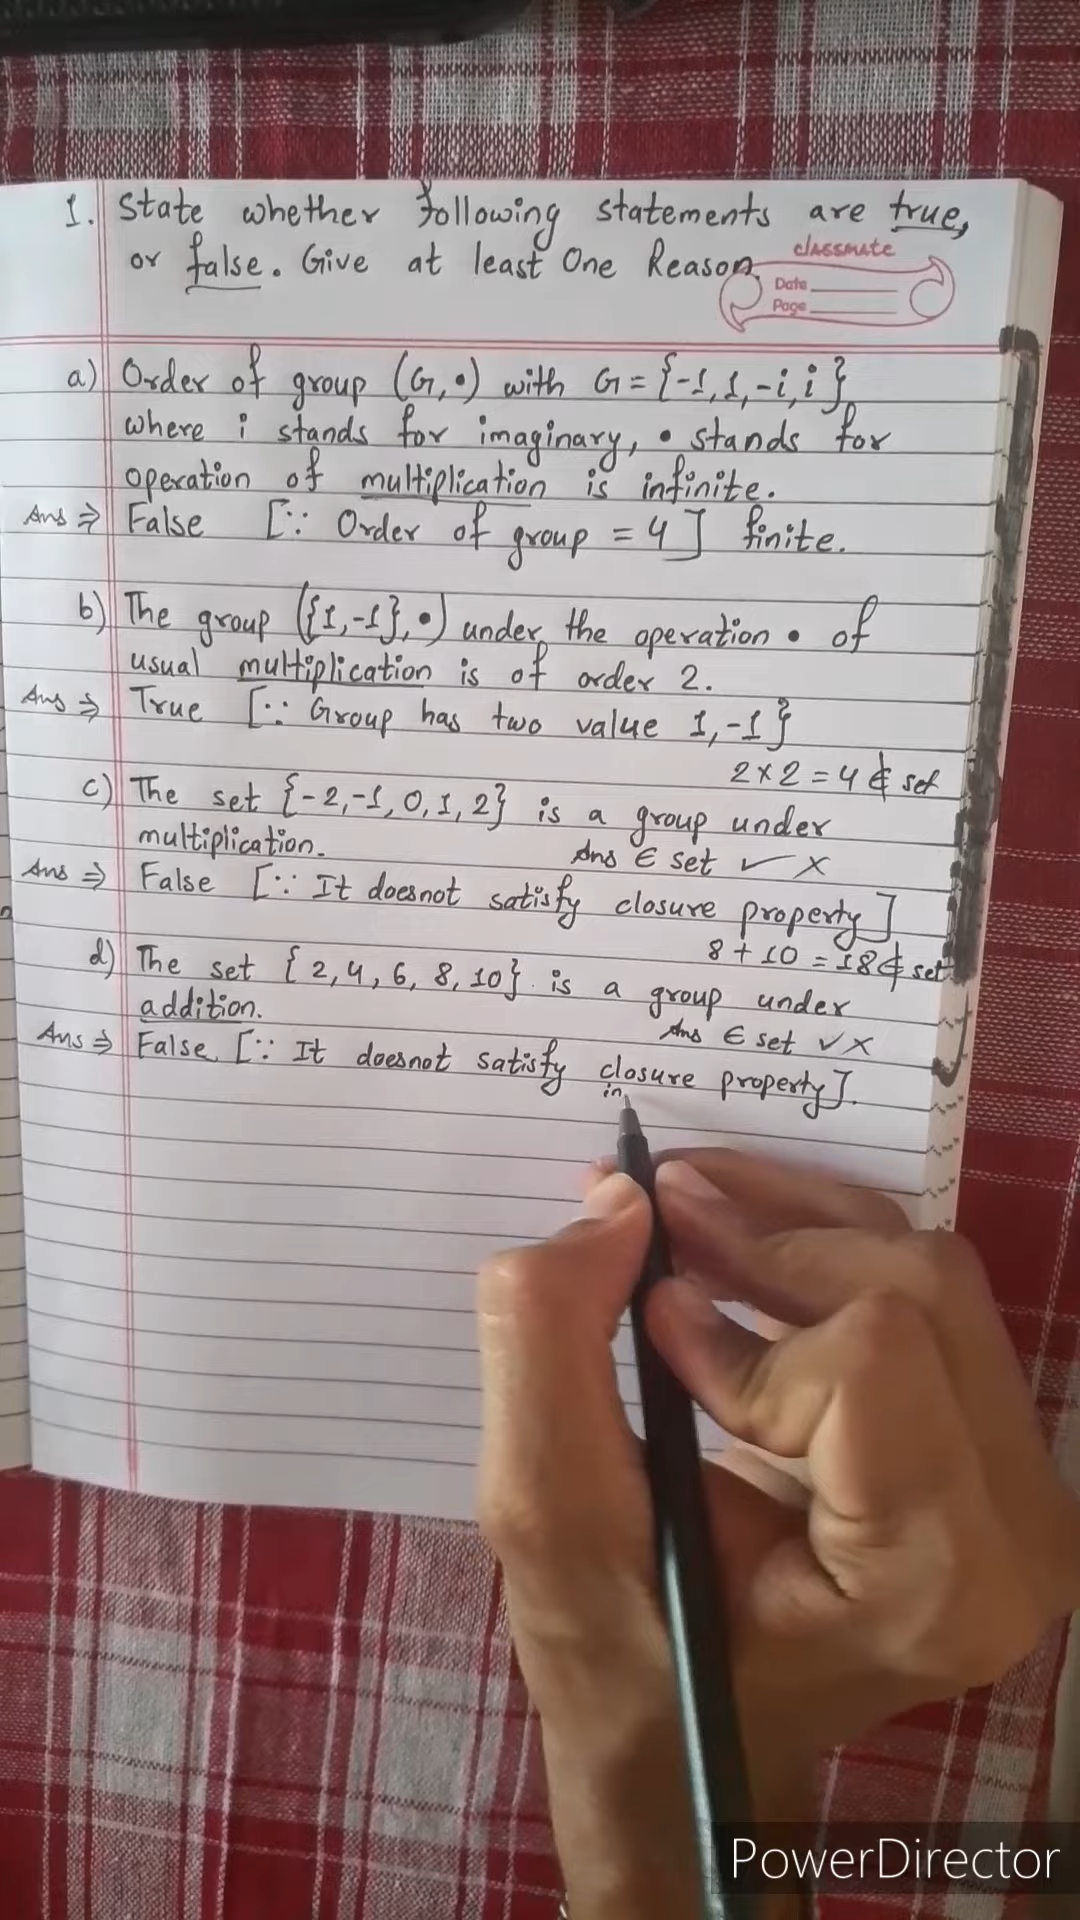 1. State whether following statements are true,
or false. Give at least One Reason.
classmate
Date
Page
a) Order of group (G, •) with G = {-1, 1, -i, i}
where i stands for imaginary, • stands for
operation of multiplication is infinite.
Ans ⇒ False [∵ Order of group = 4] finite.
b) The group ({1, -1}, •) under the operation • of
usual multiplication is of order 2.
Ans ⇒ True [∵ Group has two value 1, -1}
2 × 2 = 4 ∉ set
c) The set {-2, -1, 0, 1, 2} is a group under
multiplication.
Ans ∈ set ✓ ×
Ans ⇒ False [∵ It doesnot satisfy closure property]
8 + 10 = 18 ∉ set
d) The set {2, 4, 6, 8, 10} is a group under
addition.
Ans ∈ set ✓ ×
Ans ⇒ False [∵ It doesnot satisfy closure property].
in
PowerDirector